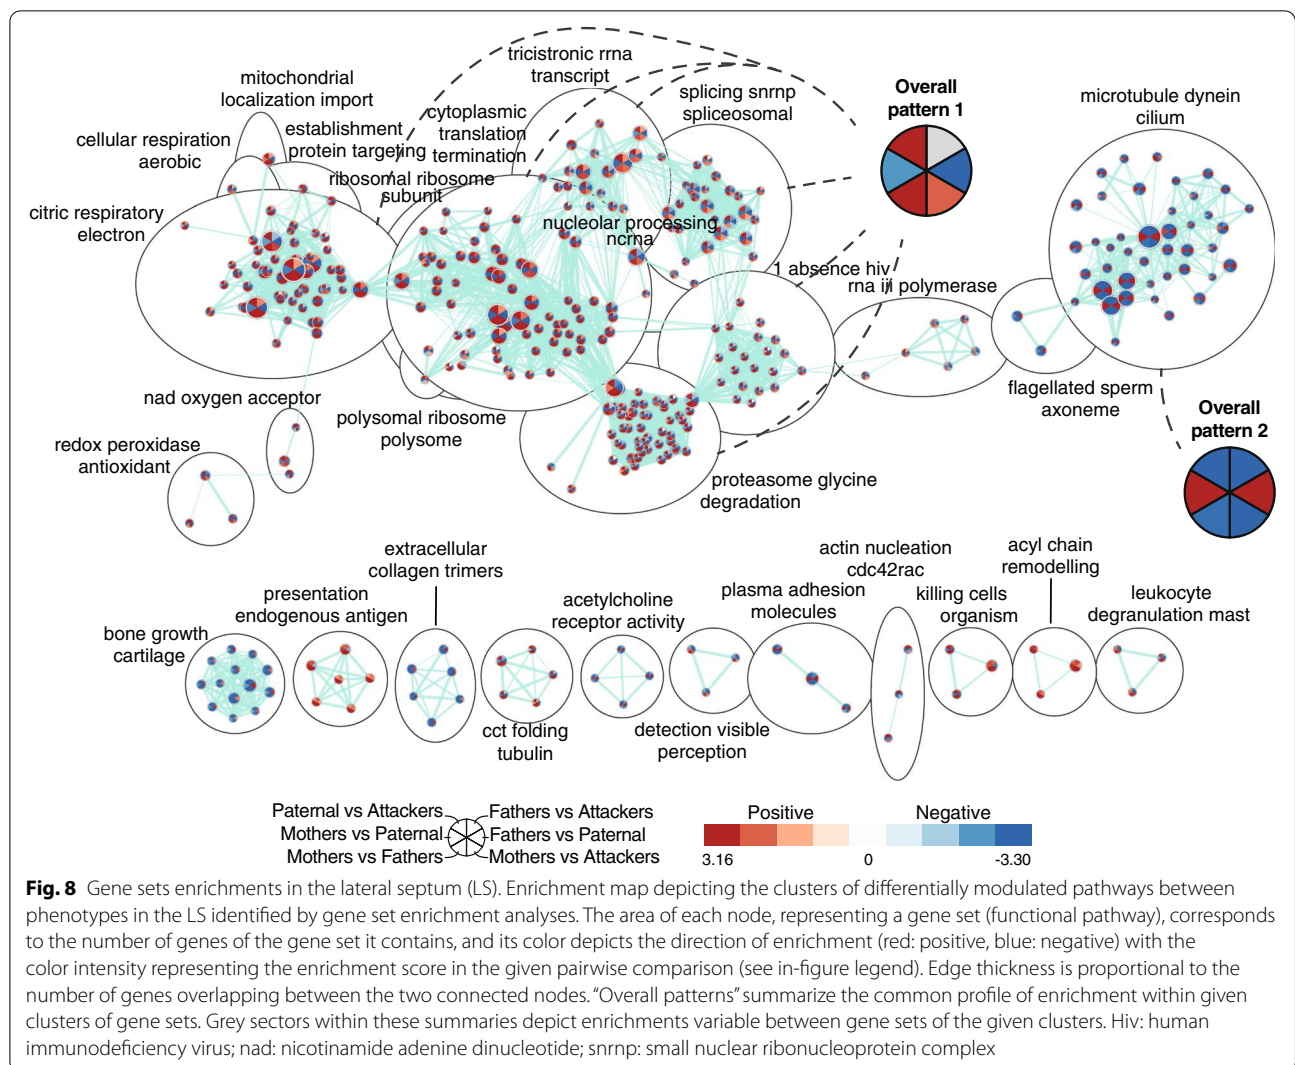 tricistronic rrna
transcript
mitochondrial
localization import
cellular respiration
aerobic
establishment
protein targeting
cytoplasmic
translation
termination
splicing snrnp
spliceosomal
Overall
pattern 1
microtubule dynein
cilium
ribosomal ribosome
subunit
citric respiratory
electron
nucleolar processing
ncrna
1 absence hiv
rna iii polymerase
nad oxygen acceptor
redox peroxidase
antioxidant
polysomal ribosome
polysome
flagellated sperm
axoneme
Overall
pattern 2
proteasome glycine
degradation
extracellular
collagen trimers
presentation
endogenous antigen
bone growth
cartilage
acetylcholine
receptor activity
plasma adhesion
molecules
actin nucleation
cdc42rac
killing cells
organism
acyl chain
remodelling
leukocyte
degranulation mast
cct folding
tubulin
detection visible
perception
Paternal vs Attackers
Mothers vs Paternal
Mothers vs Fathers
Fathers vs Attackers
Fathers vs Paternal
Mothers vs Attackers
Positive Negative
3.16 0 -3.30
Fig. 8 Gene sets enrichments in the lateral septum (LS). Enrichment map depicting the clusters of differentially modulated pathways between
phenotypes in the LS identified by gene set enrichment analyses. The area of each node, representing a gene set (functional pathway), corresponds
to the number of genes of the gene set it contains, and its color depicts the direction of enrichment (red: positive, blue: negative) with the
color intensity representing the enrichment score in the given pairwise comparison (see in-figure legend). Edge thickness is proportional to the
number of genes overlapping between the two connected nodes. “Overall patterns” summarize the common profile of enrichment within given
clusters of gene sets. Grey sectors within these summaries depict enrichments variable between gene sets of the given clusters. Hiv: human
immunodeficiency virus; nad: nicotinamide adenine dinucleotide; snrnp: small nuclear ribonucleoprotein complex